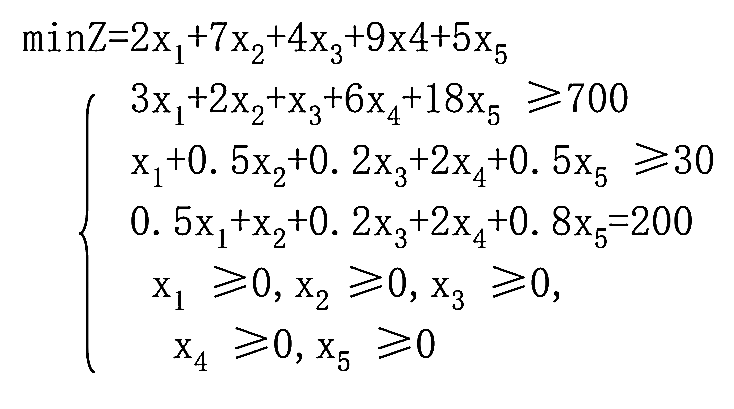 minZ=2x₁+7x₂+4x₃+9x4+5x₅
3x₁+2x₂+x₃+6x₄+18x₅ ≥700
x₁+0.5x₂+0.2x₃+2x₄+0.5x₅ ≥30
0.5x₁+x₂+0.2x₃+2x₄+0.8x₅=200
x₁ ≥0, x₂ ≥0, x₃ ≥0,
x₄ ≥0, x₅ ≥0